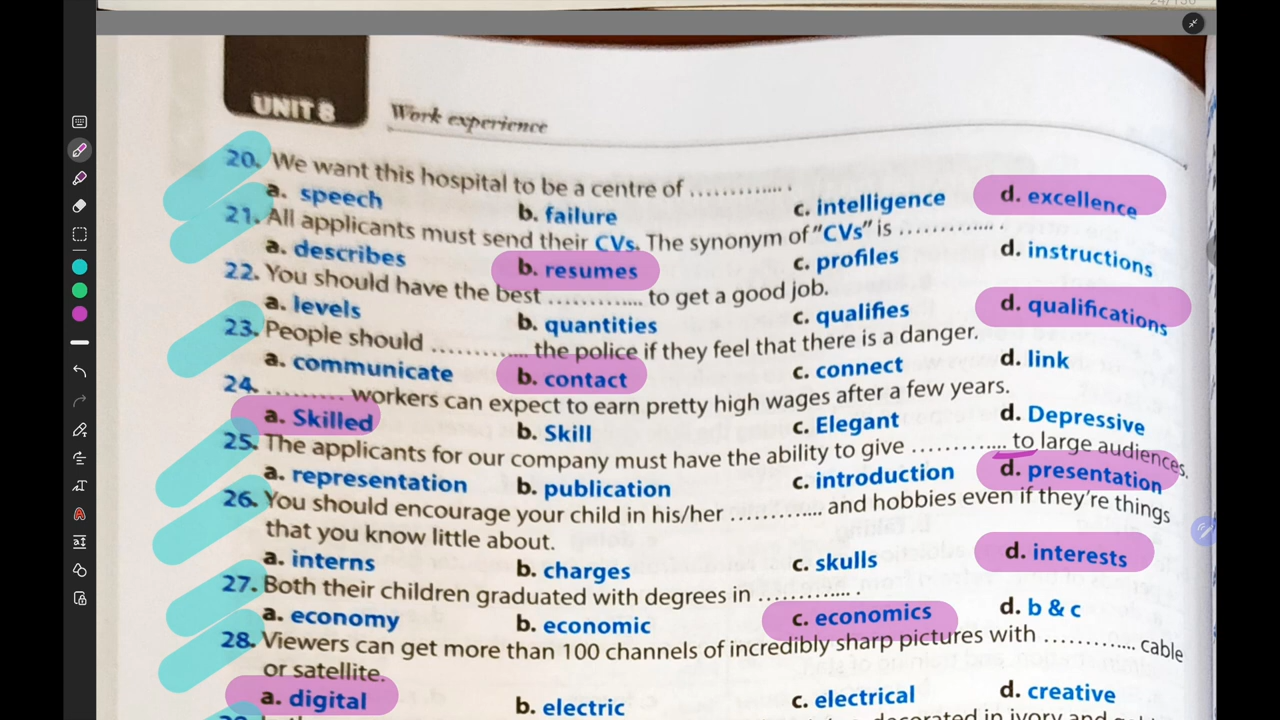 UNIT 8
Work experience
20. We want this hospital to be a centre of ............... .
a. speech b. failure c. intelligence d. excellence
21. All applicants must send their CVs. The synonym of "CVs" is ............... .
a. describes b. resumes c. profiles d. instructions
22. You should have the best ............... to get a good job.
a. levels b. quantities c. qualifies d. qualifications
23. People should ............... the police if they feel that there is a danger.
a. communicate b. contact c. connect d. link
24. ............ workers can expect to earn pretty high wages after a few years.
a. Skilled b. Skill c. Elegant d. Depressive
25. The applicants for our company must have the ability to give ............... to large audiences.
a. representation b. publication c. introduction d. presentation
26. You should encourage your child in his/her ............... and hobbies even if they're things
that you know little about.
a. interns b. charges c. skulls d. interests
27. Both their children graduated with degrees in ............... .
a. economy b. economic c. economics d. b & c
28. Viewers can get more than 100 channels of incredibly sharp pictures with ............ cable
or satellite.
a. digital b. electric c. electrical d. creative
decorated in ivory and